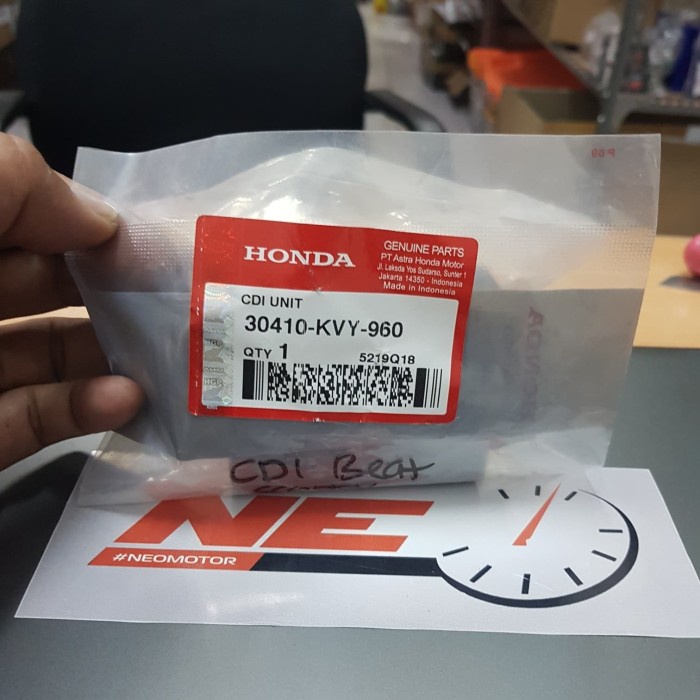 HONDA
GENUINE PARTS
PT Astra Honda Motor
Jl. Laksda Yos Sudarso, Sunter 1
Jakarta 14350 - Indonesia
Made in Indonesia
CDI UNIT
30410-KVY-960
QTY 1
5219Q18
CDI Beat
NE
#NEOMOTOR
HONDA